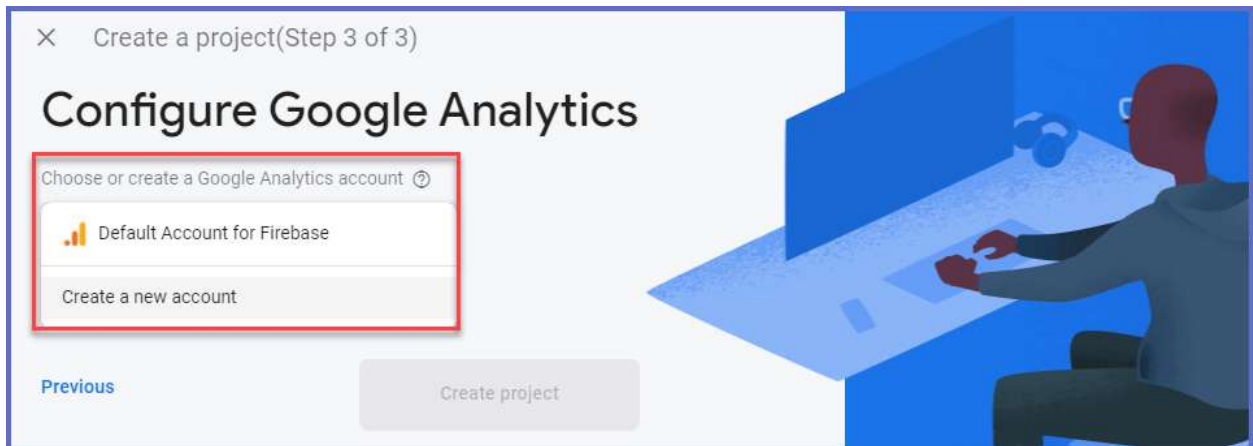 Create a project(Step 3 of 3)
Configure Google Analytics
Choose or create a Google Analytics account
Default Account for Firebase
Create a new account
Previous
Create project